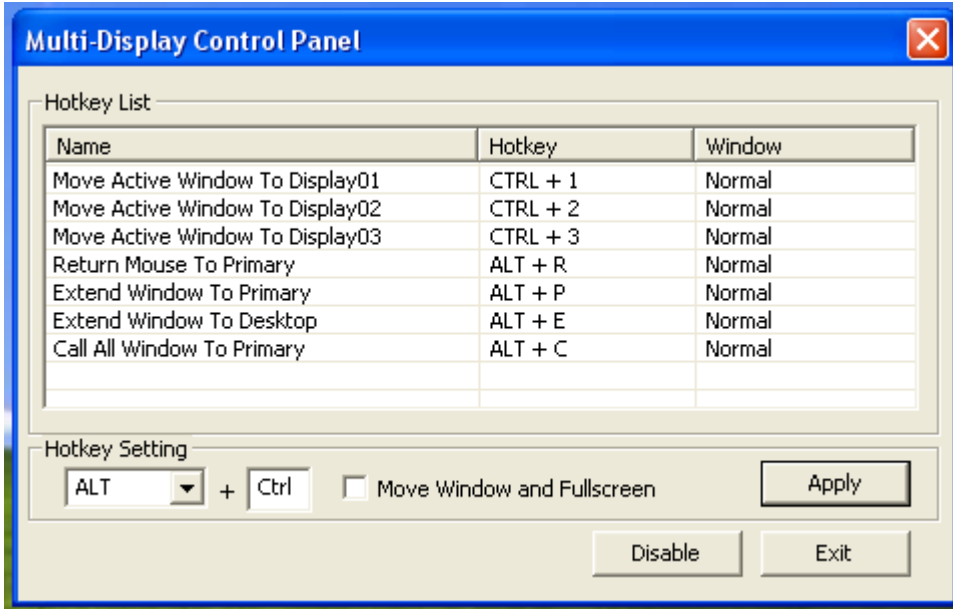 Multi-Display Control Panel
Hotkey List
Name Hotkey Window
Move Active Window To Display01 CTRL + 1 Normal
Move Active Window To Display02 CTRL + 2 Normal
Move Active Window To Display03 CTRL + 3 Normal
Return Mouse To Primary ALT + R Normal
Extend Window To Primary ALT + P Normal
Extend Window To Desktop ALT + E Normal
Call All Window To Primary ALT + C Normal
Hotkey Setting
ALT + Ctrl Move Window and Fullscreen Apply
Disable Exit